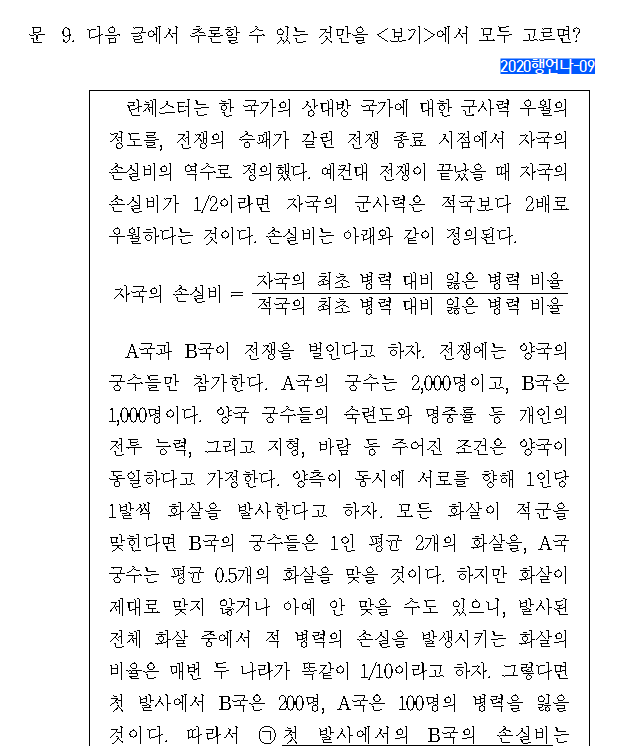 문 9. 다음 글에서 추론할 수 있는 것만을 <보기>에서 모두 고르면?
2020행언나-09
란체스터는 한 국가의 상대방 국가에 대한 군사력 우월의
정도를, 전쟁의 승패가 갈린 전쟁 종료 시점에서 자국의
손실비의 역수로 정의했다. 예컨대 전쟁이 끝났을 때 자국의
손실비가 1/2이라면 자국의 군사력은 적국보다 2배로
우월하다는 것이다. 손실비는 아래와 같이 정의된다.
자국의 손실비 = 자국의 최초 병력 대비 잃은 병력 비율
적국의 최초 병력 대비 잃은 병력 비율
A국과 B국이 전쟁을 벌인다고 하자. 전쟁에는 양국의
궁수들만 참가한다. A국의 궁수는 2,000명이고, B국은
1,000명이다. 양국 궁수들의 숙련도와 명중률 등 개인의
전투 능력, 그리고 지형, 바람 등 주어진 조건은 양국이
동일하다고 가정한다. 양측이 동시에 서로를 향해 1인당
1발씩 화살을 발사한다고 하자. 모든 화살이 적군을
맞힌다면 B국의 궁수들은 1인 평균 2개의 화살을, A국
궁수는 평균 0.5개의 화살을 맞을 것이다. 하지만 화살이
제대로 맞지 않거나 아예 안 맞을 수도 있으니, 발사된
전체 화살 중에서 적 병력의 손실을 발생시키는 화살의
비율은 매번 두 나라가 똑같이 1/10이라고 하자. 그렇다면
첫 발사에서 B국은 200명, A국은 100명의 병력을 잃을
것이다. 따라서 ㉠첫 발사에서의 B국의 손실비는